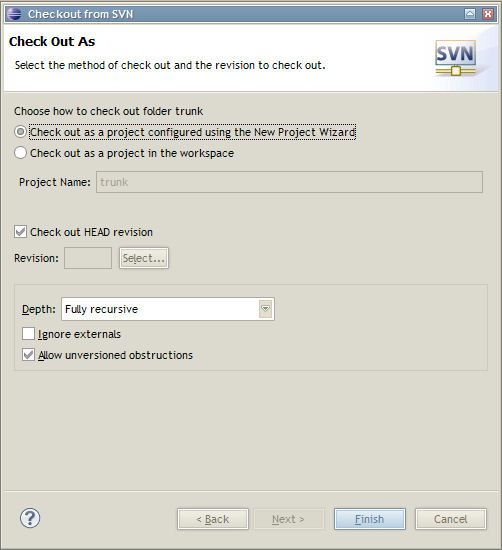 Checkout from SVN
Check Out As
Select the method of check out and the revision to check out.
SVN
Choose how to check out folder trunk
Check out as a project configured using the New Project Wizard
Check out as a project in the workspace
Project Name: trunk
Check out HEAD revision
Revision: Select...
Depth: Fully recursive
Ignore externals
Allow unversioned obstructions
? < Back Next > Finish Cancel